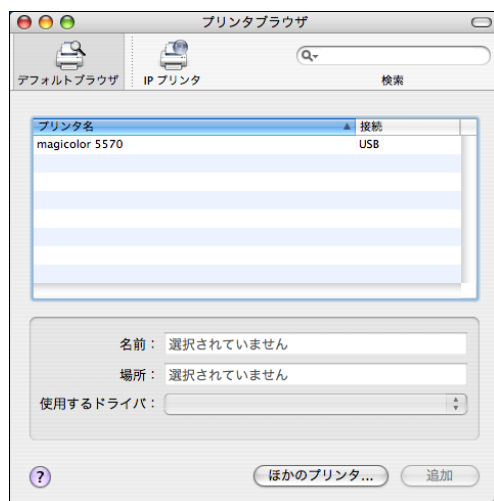 プリンタブラウザ
デフォルトブラウザ IP プリンタ 検索
プリンタ名 接続
magicolor 5570 USB
名前： 選択されていません
場所： 選択されていません
使用するドライバ：
? ほかのプリンタ... 追加